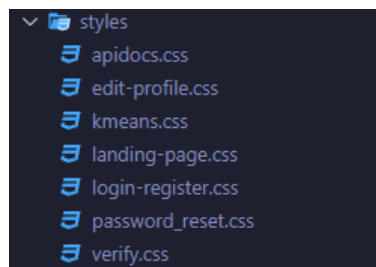 styles
apidocs.css
edit-profile.css
kmeans.css
landing-page.css
login-register.css
password_reset.css
verify.css